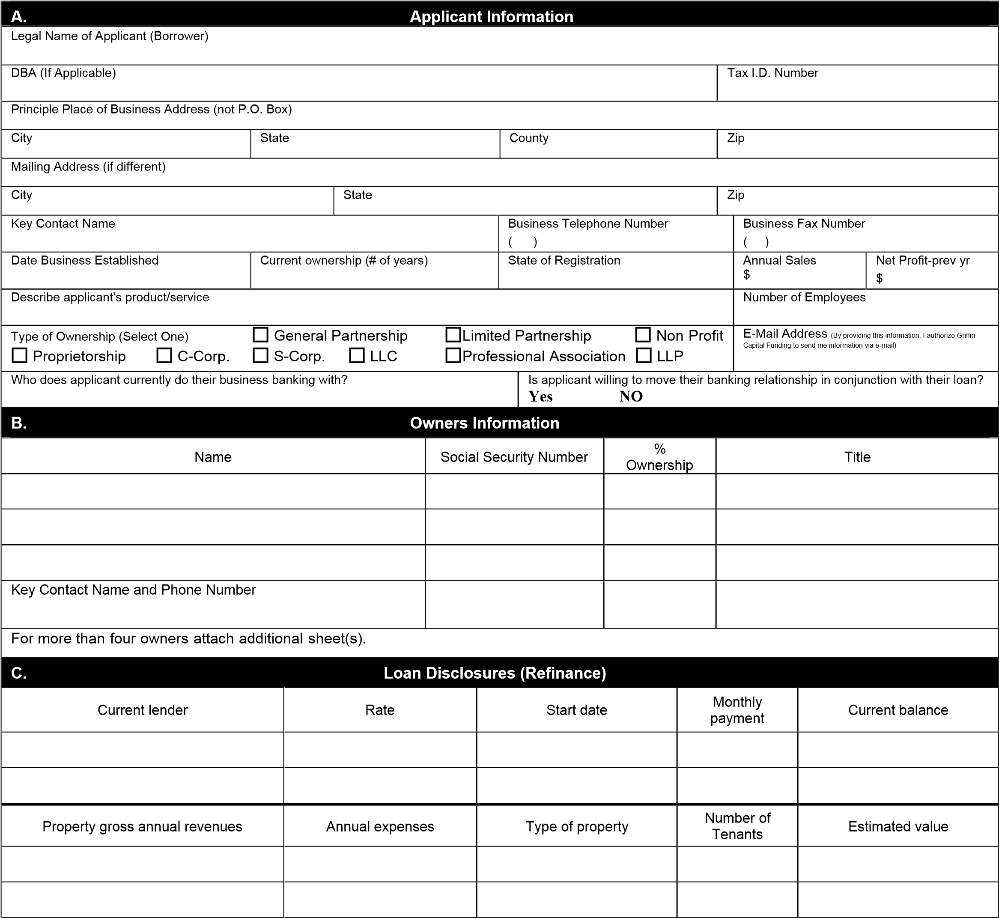 A. Applicant Information
Legal Name of Applicant (Borrower)
DBA (If Applicable) Tax I.D. Number
Principle Place of Business Address (not P.O. Box)
City State County Zip
Mailing Address (if different)
City State Zip
Key Contact Name Business Telephone Number Business Fax Number
( ) ( )
Date Business Established Current ownership (# of years) State of Registration Annual Sales Net Profit-prev yr
$ $
Describe applicant's product/service Number of Employees
Type of Ownership (Select One) General Partnership Limited Partnership Non Profit
Proprietorship C-Corp. S-Corp. LLC Professional Association LLP
E-Mail Address (By providing this information, I authorize Griffin
Capital Funding to send me information via e-mail)
Who does applicant currently do their business banking with? Is applicant willing to move their banking relationship in conjunction with their loan?
Yes NO
B. Owners Information
Name Social Security Number % Ownership Title
Key Contact Name and Phone Number
For more than four owners attach additional sheet(s).
C. Loan Disclosures (Refinance)
Current lender Rate Start date Monthly payment Current balance
Property gross annual revenues Annual expenses Type of property Number of Tenants Estimated value